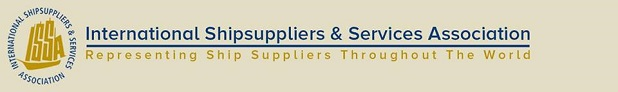 INTERNATIONAL SHIPSUPPLIERS & SERVICES
ASSOCIATION
ISSA
International Shipsuppliers & Services Association
Representing Ship Suppliers Throughout The World